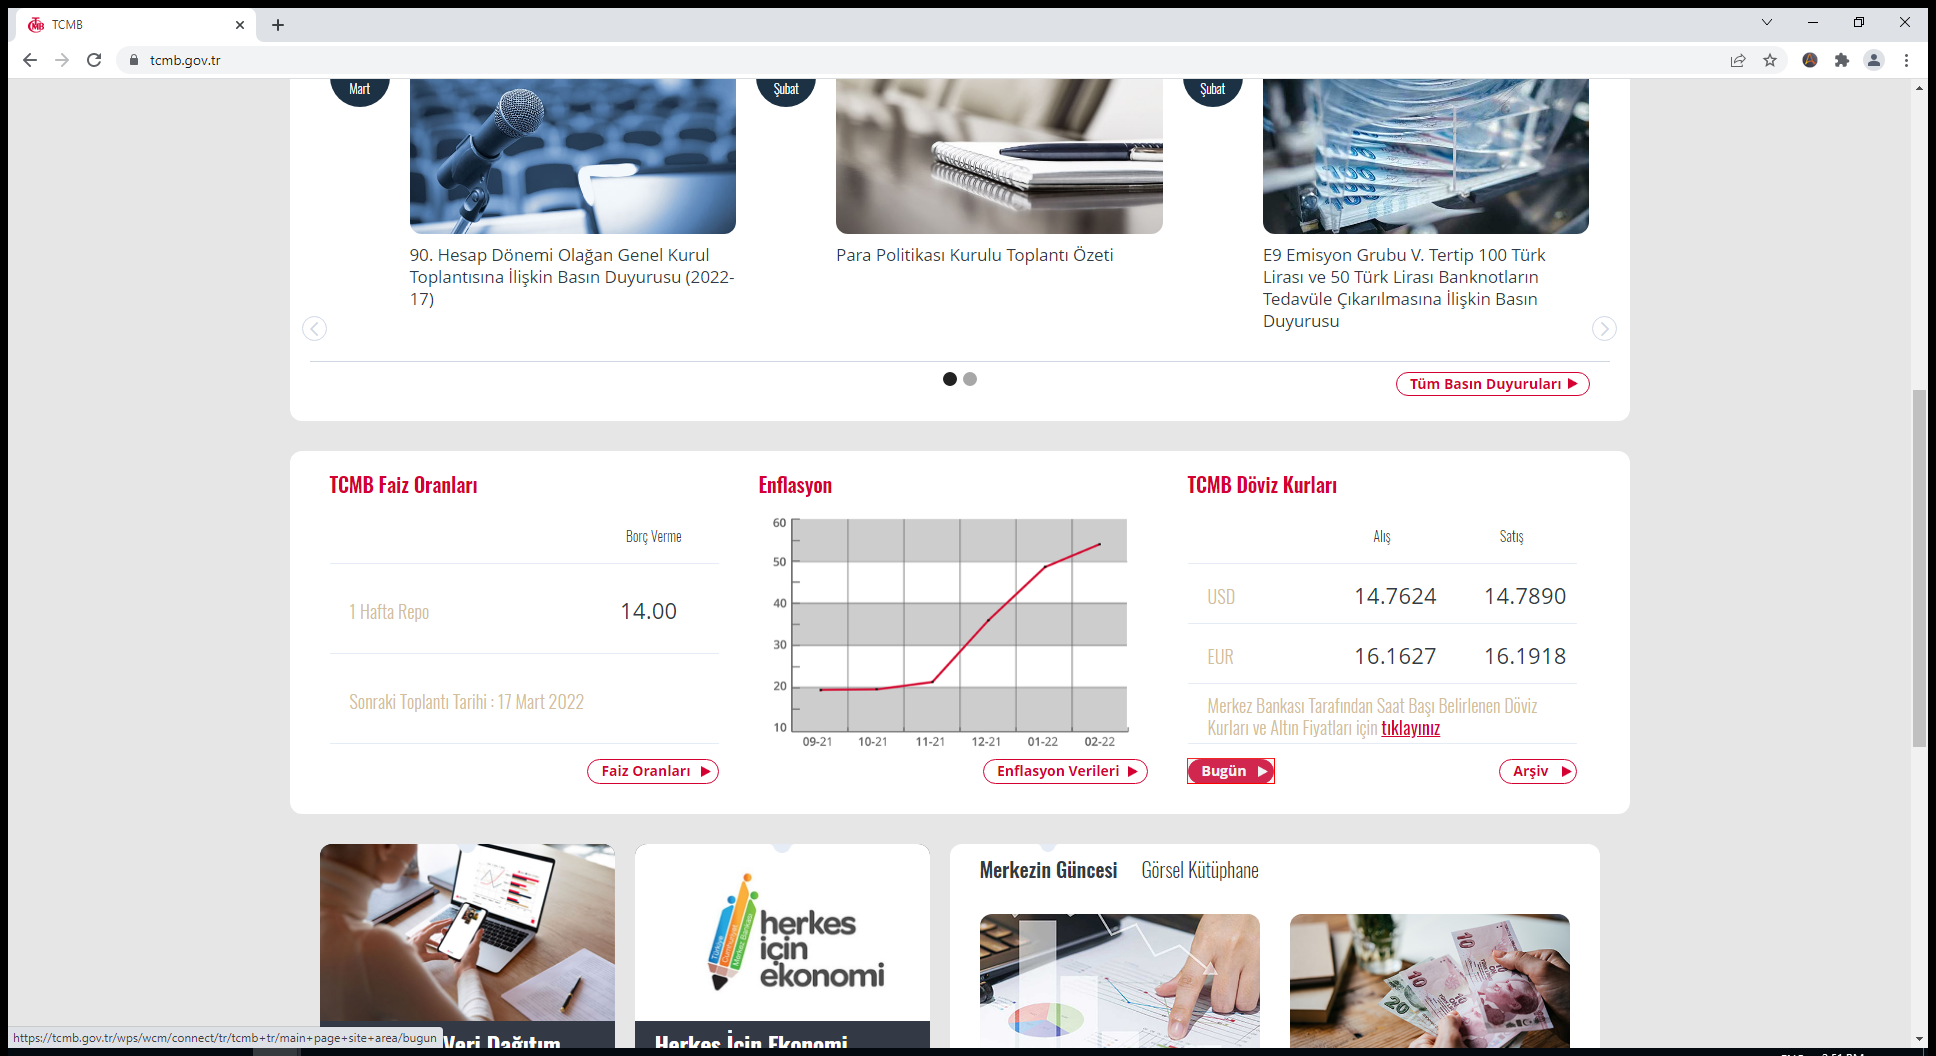 TCMB
tcmb.gov.tr
Mart
Şubat
Şubat
90. Hesap Dönemi Olağan Genel Kurul
Toplantısına İlişkin Basın Duyurusu (2022-
17)
Para Politikası Kurulu Toplantı Özeti
E9 Emisyon Grubu V. Tertip 100 Türk
Lirası ve 50 Türk Lirası Banknotların
Tedavüle Çıkarılmasına İlişkin Basın
Duyurusu
Tüm Basın Duyuruları
TCMB Faiz Oranları
Borç Verme
1 Hafta Repo 14.00
Sonraki Toplantı Tarihi : 17 Mart 2022
Faiz Oranları
Enflasyon
60
50
40
30
20
10
09-21 10-21 11-21 12-21 01-22 02-22
Enflasyon Verileri
TCMB Döviz Kurları
Alış Satış
USD 14.7624 14.7890
EUR 16.1627 16.1918
Merkez Bankası Tarafından Saat Başı Belirlenen Döviz
Kurları ve Altın Fiyatları için tıklayınız
Bugün
Arşiv
Veri Dağıtım
Türkiye
Cumhuriyet
Merkez Bankası
herkes
için
ekonomi
Herkes İçin Ekonomi
Merkezin Güncesi Görsel Kütüphane
10
10
20
https://tcmb.gov.tr/wps/wcm/connect/tr/tcmb+tr/main+page+site+area/bugun